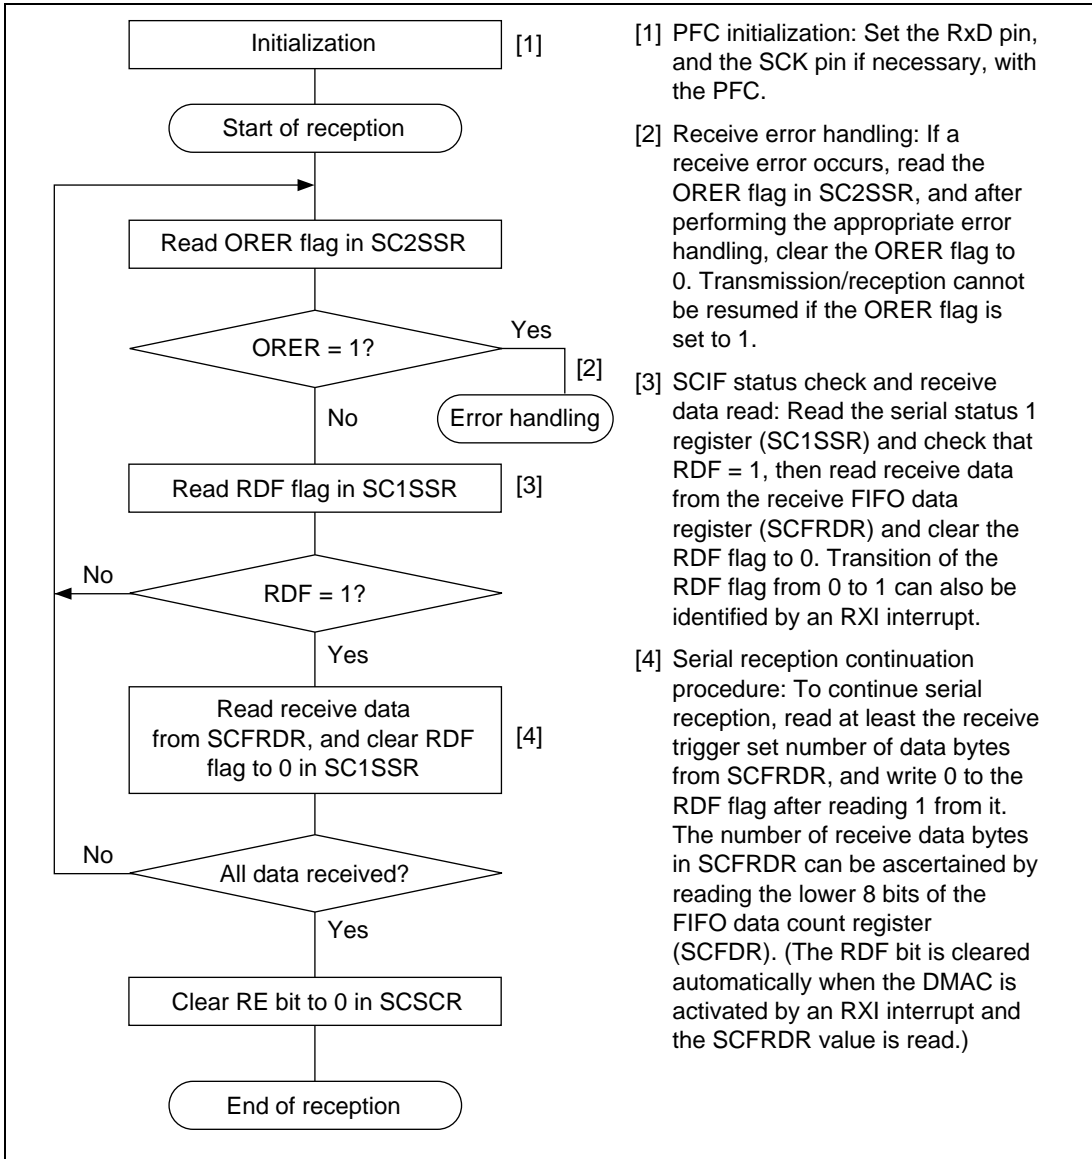 Initialization
[1]
Start of reception
Read ORER flag in SC2SSR
ORER = 1?
Yes
[2]
Error handling
No
Read RDF flag in SC1SSR
[3]
No
RDF = 1?
Yes
Read receive data
from SCFRDR, and clear RDF
flag to 0 in SC1SSR
[4]
No
All data received?
Yes
Clear RE bit to 0 in SCSCR
End of reception
[1] PFC initialization: Set the RxD pin,
and the SCK pin if necessary, with
the PFC.
[2] Receive error handling: If a
receive error occurs, read the
ORER flag in SC2SSR, and after
performing the appropriate error
handling, clear the ORER flag to
0. Transmission/reception cannot
be resumed if the ORER flag is
set to 1.
[3] SCIF status check and receive
data read: Read the serial status 1
register (SC1SSR) and check that
RDF = 1, then read receive data
from the receive FIFO data
register (SCFRDR) and clear the
RDF flag to 0. Transition of the
RDF flag from 0 to 1 can also be
identified by an RXI interrupt.
[4] Serial reception continuation
procedure: To continue serial
reception, read at least the receive
trigger set number of data bytes
from SCFRDR, and write 0 to the
RDF flag after reading 1 from it.
The number of receive data bytes
in SCFRDR can be ascertained by
reading the lower 8 bits of the
FIFO data count register
(SCFDR). (The RDF bit is cleared
automatically when the DMAC is
activated by an RXI interrupt and
the SCFRDR value is read.)